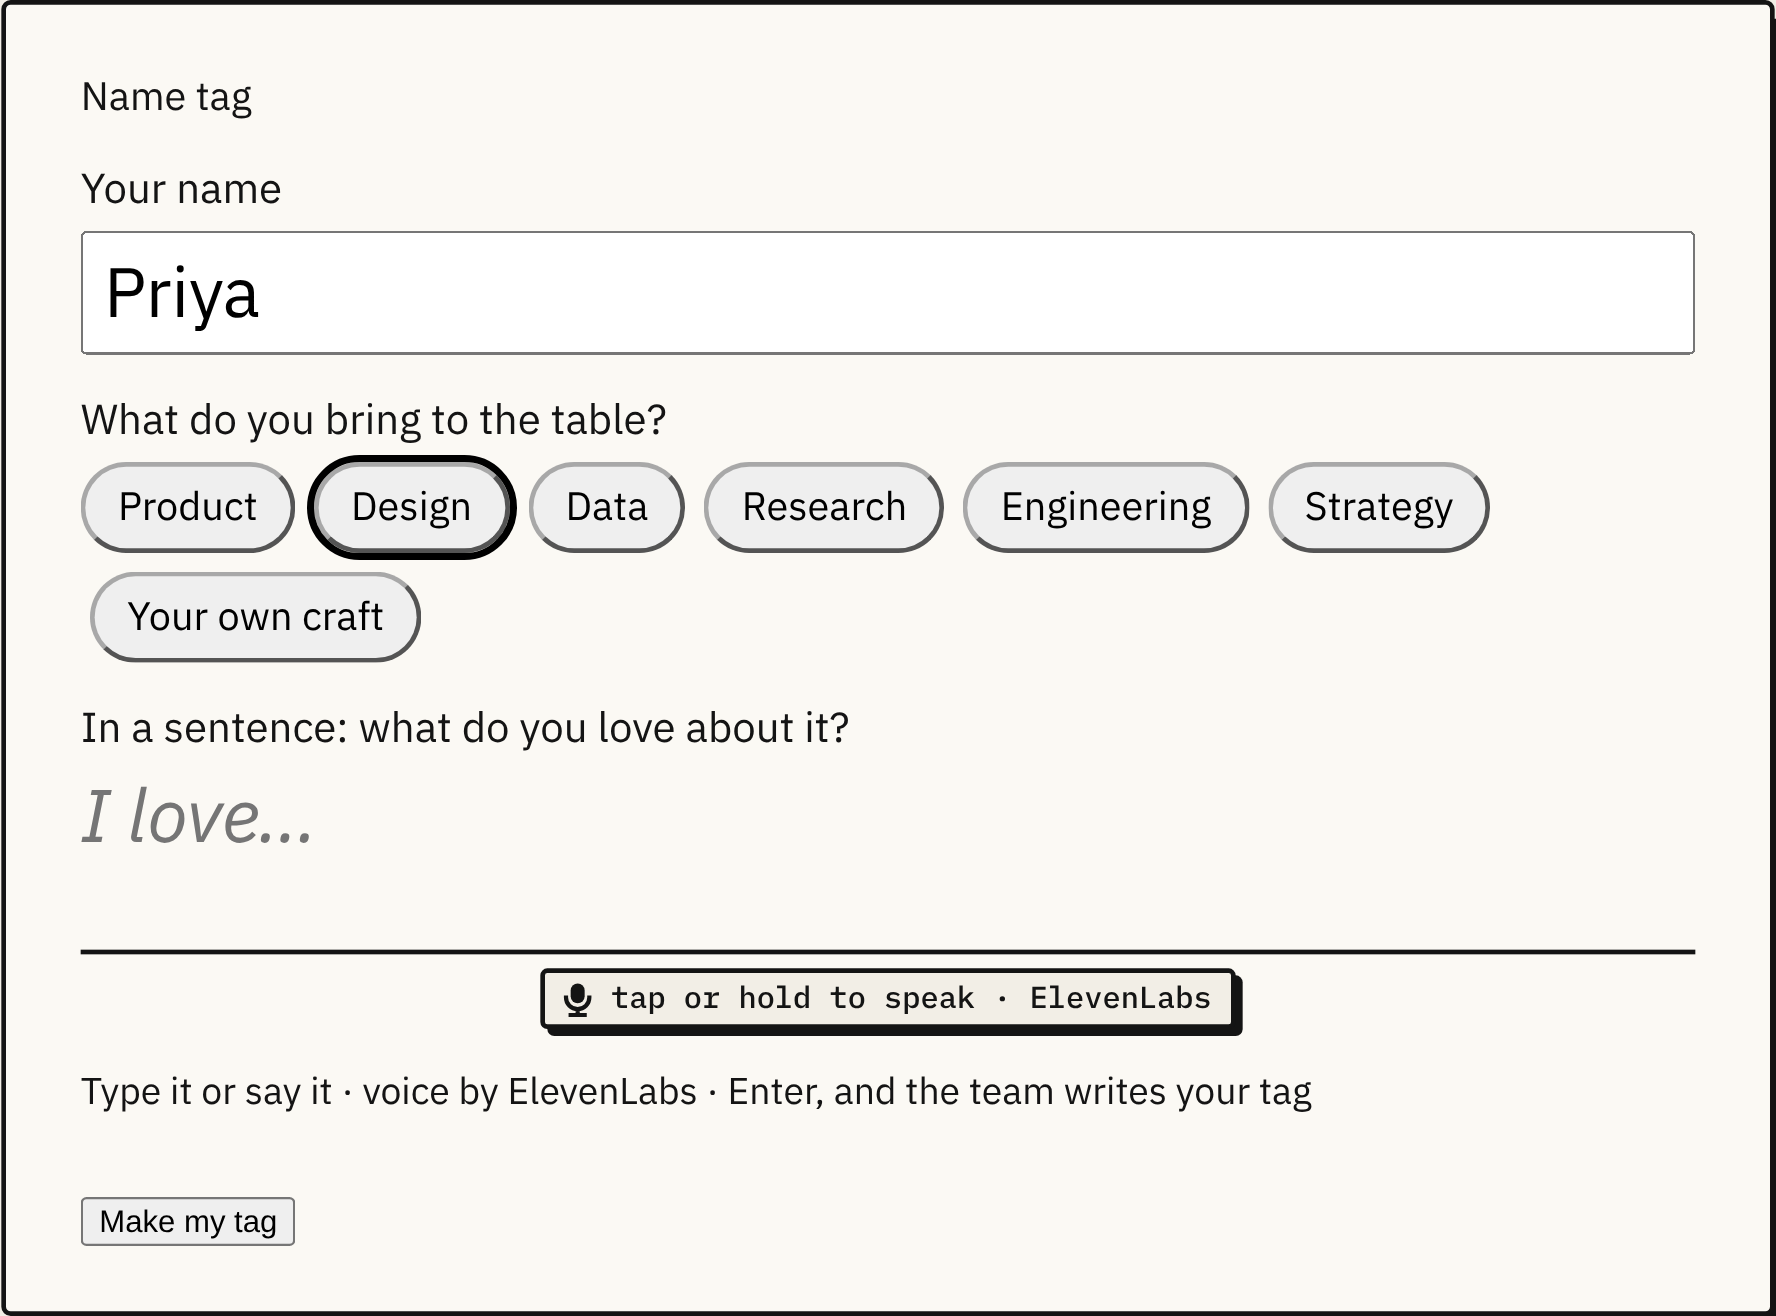 Name tag
Your name
Priya
What do you bring to the table?
Product Design Data Research Engineering Strategy
Your own craft
In a sentence: what do you love about it?
I love...
tap or hold to speak · ElevenLabs
Type it or say it · voice by ElevenLabs · Enter, and the team writes your tag
Make my tag